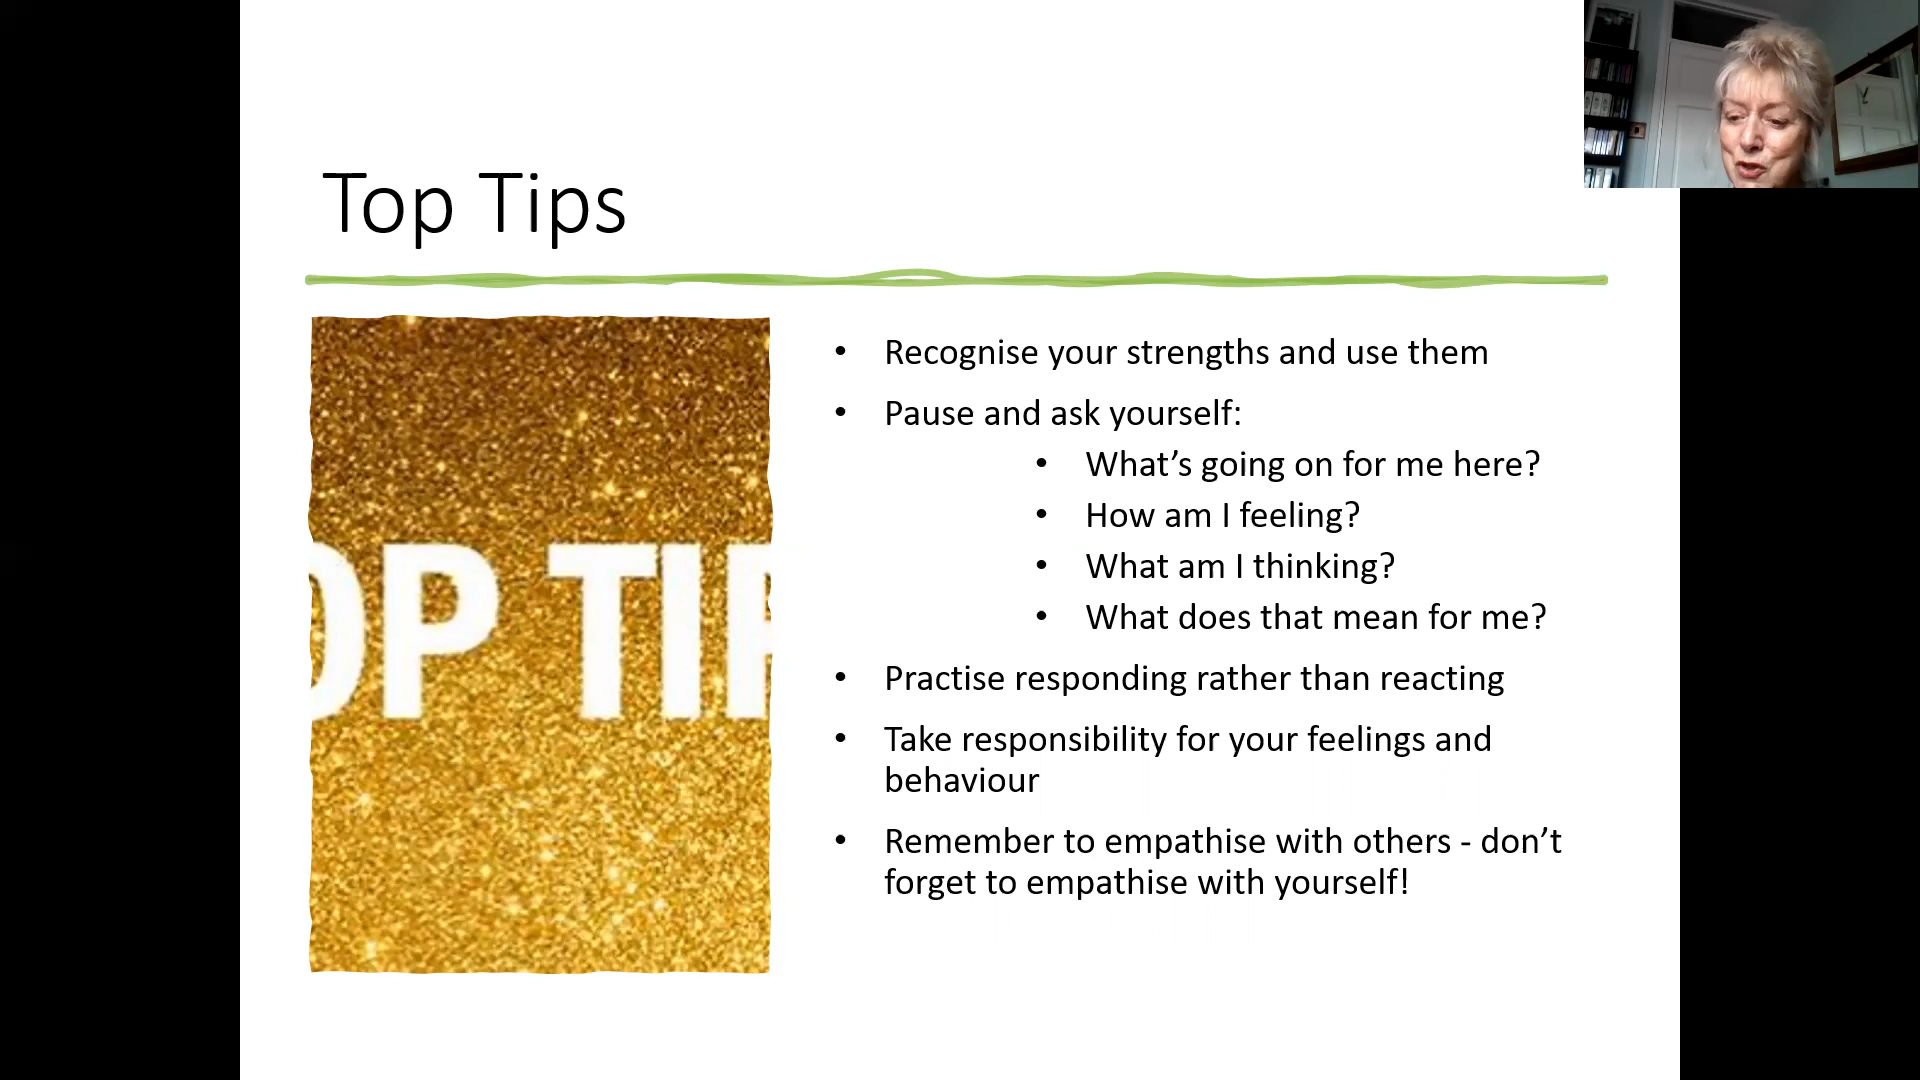 Top Tips
OP TIP
• Recognise your strengths and use them
• Pause and ask yourself:
• What’s going on for me here?
• How am I feeling?
• What am I thinking?
• What does that mean for me?
• Practise responding rather than reacting
• Take responsibility for your feelings and
behaviour
• Remember to empathise with others - don’t
forget to empathise with yourself!